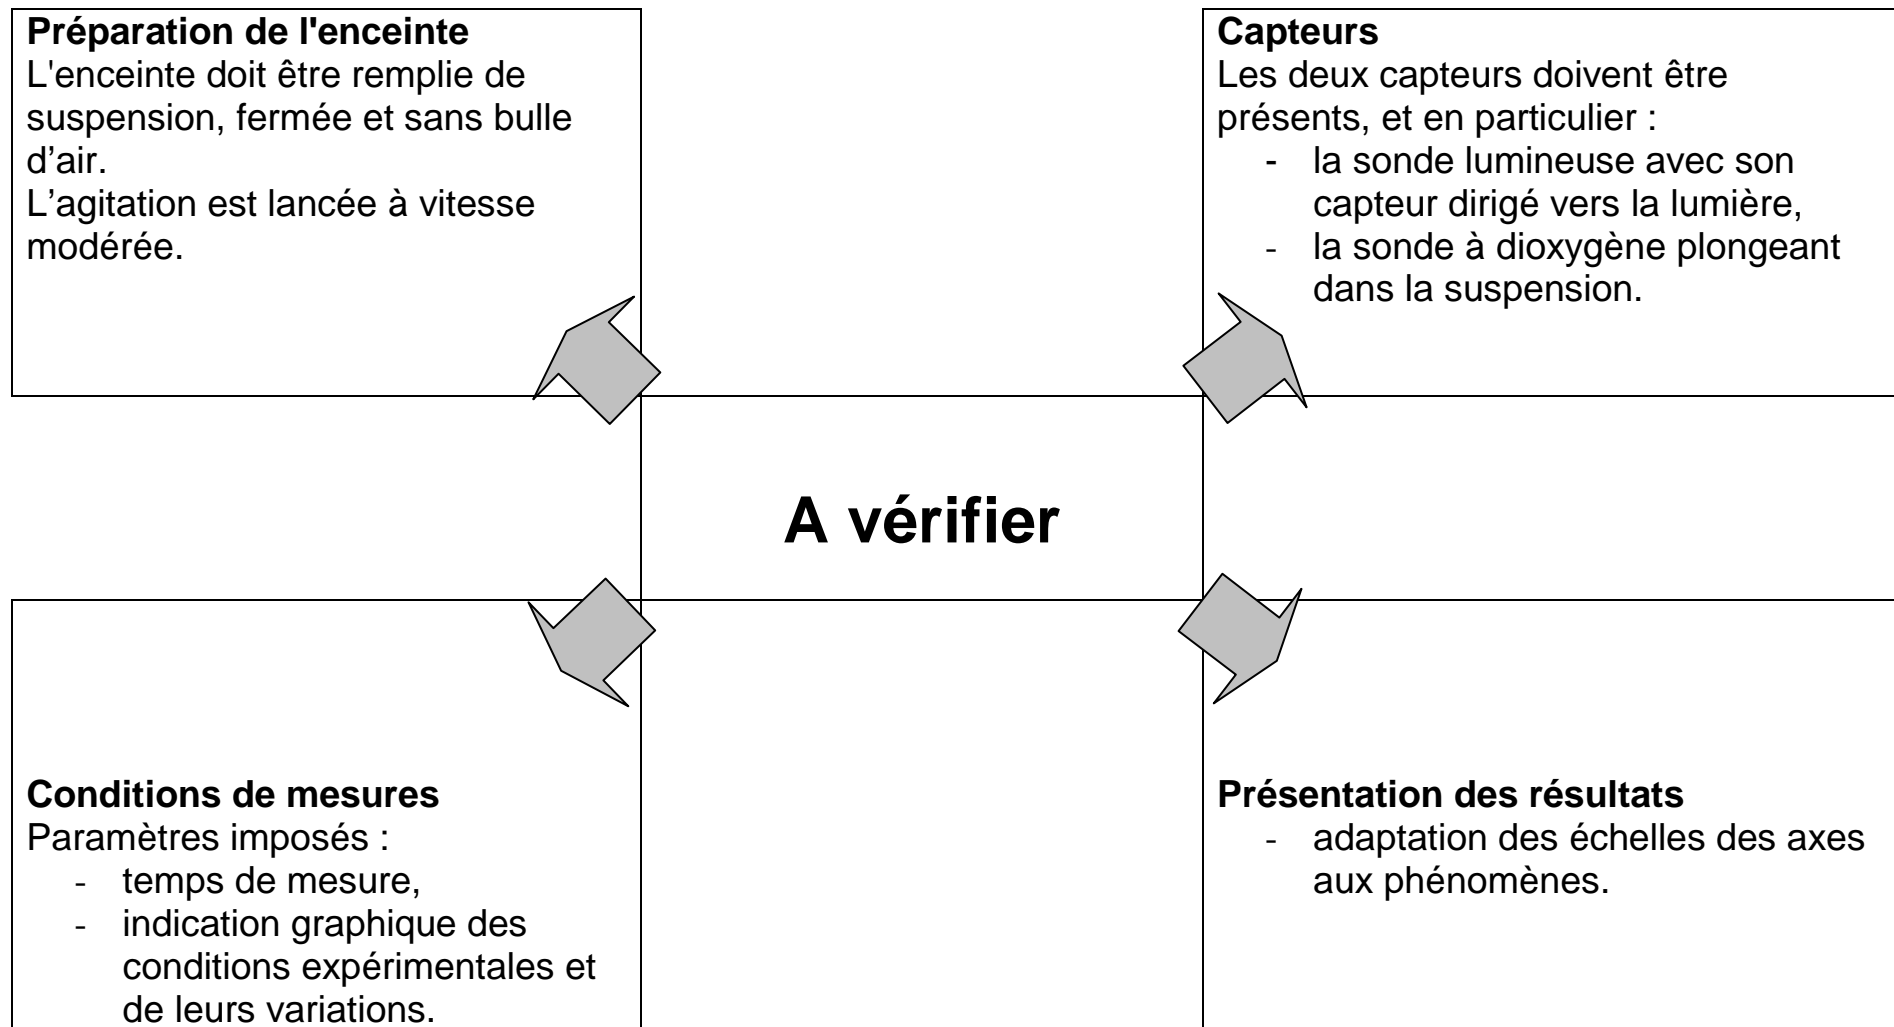 Préparation de l'enceinte
L'enceinte doit être remplie de
suspension, fermée et sans bulle
d’air.
L’agitation est lancée à vitesse
modérée.
Capteurs
Les deux capteurs doivent être
présents, et en particulier :
- la sonde lumineuse avec son
capteur dirigé vers la lumière,
- la sonde à dioxygène plongeant
dans la suspension.
A vérifier
Conditions de mesures
Paramètres imposés :
- temps de mesure,
- indication graphique des
conditions expérimentales et
de leurs variations.
Présentation des résultats
- adaptation des échelles des axes
aux phénomènes.